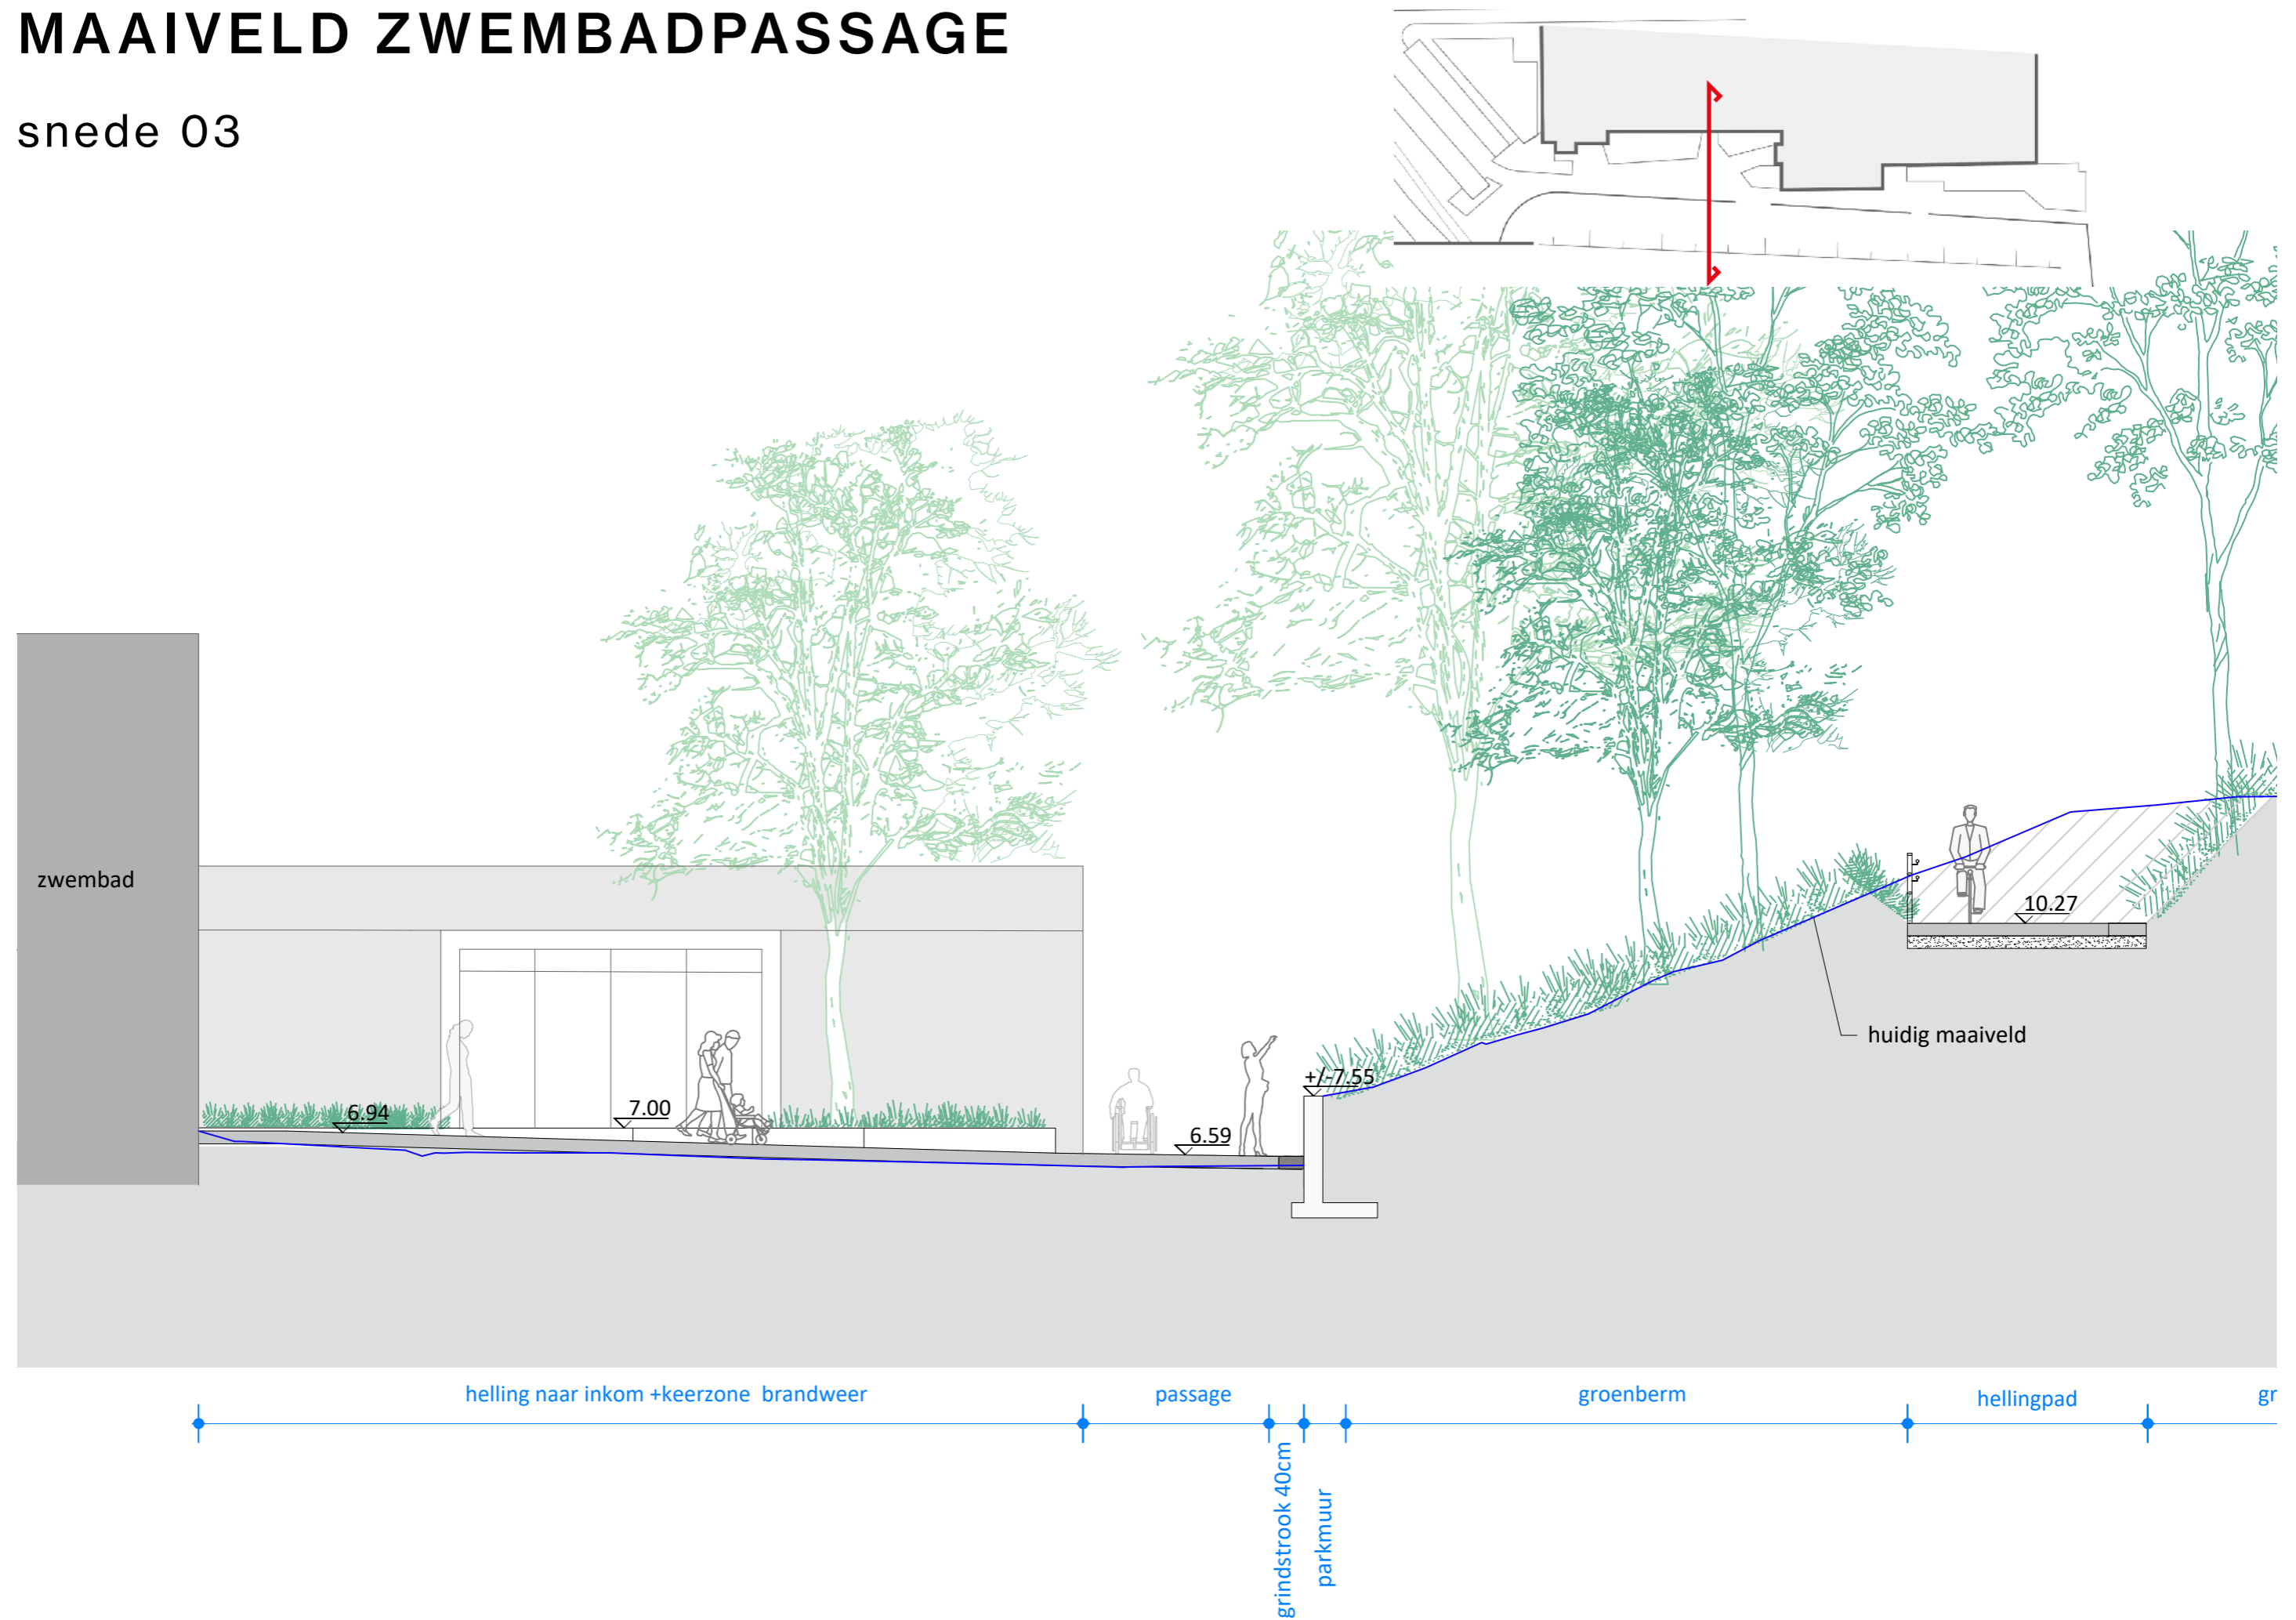 MAAIVELD ZWEMBADPASSAGE
snede 03
zwembad
6.94
7.00
6.59
+/-7.55
10.27
huidig maaiveld
helling naar inkom +keerzone brandweer
passage
grindstrook 40cm
parkmuur
groenberm
hellingpad
gr